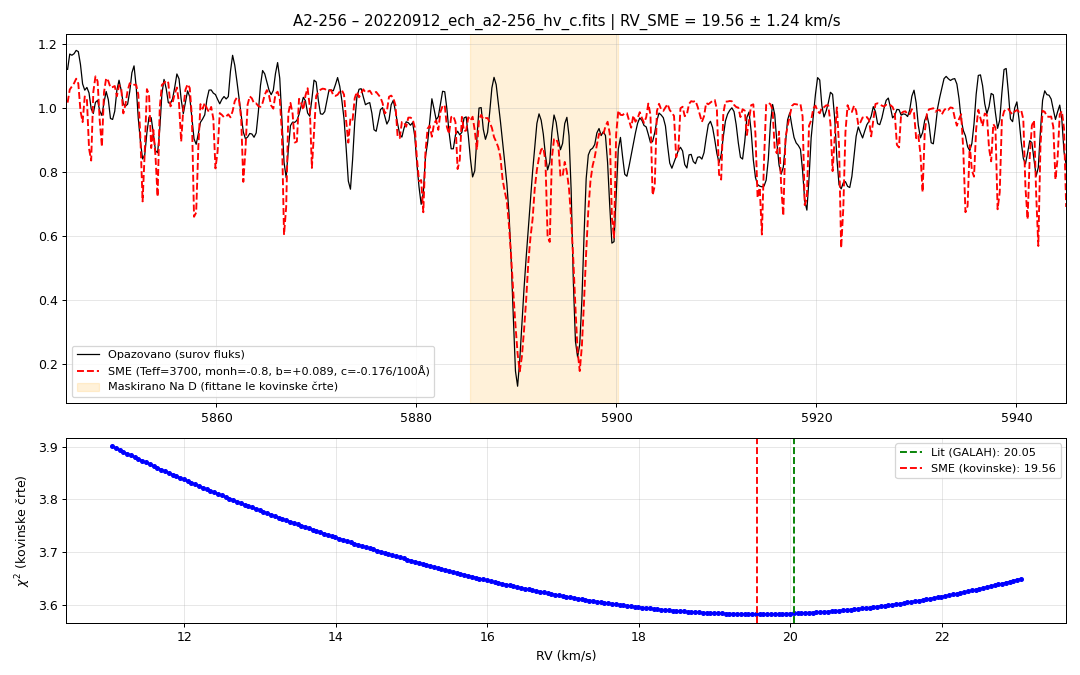 A2-256 – 20220912_ech_a2-256_hv_c.fits | RV_SME = 19.56 ± 1.24 km/s
1.2
1.0
0.8
0.6
0.4
0.2
Opazovano (surov fluks)
SME (Teff=3700, monh=-0.8, b=+0.089, c=-0.176/100Å)
Maskirano Na D (fittane le kovinske črte)
5860 5880 5900 5920 5940
3.9
3.8
3.7
3.6
χ² (kovinske črte)
Lit (GALAH): 20.05
SME (kovinske): 19.56
12 14 16 18 20 22
RV (km/s)